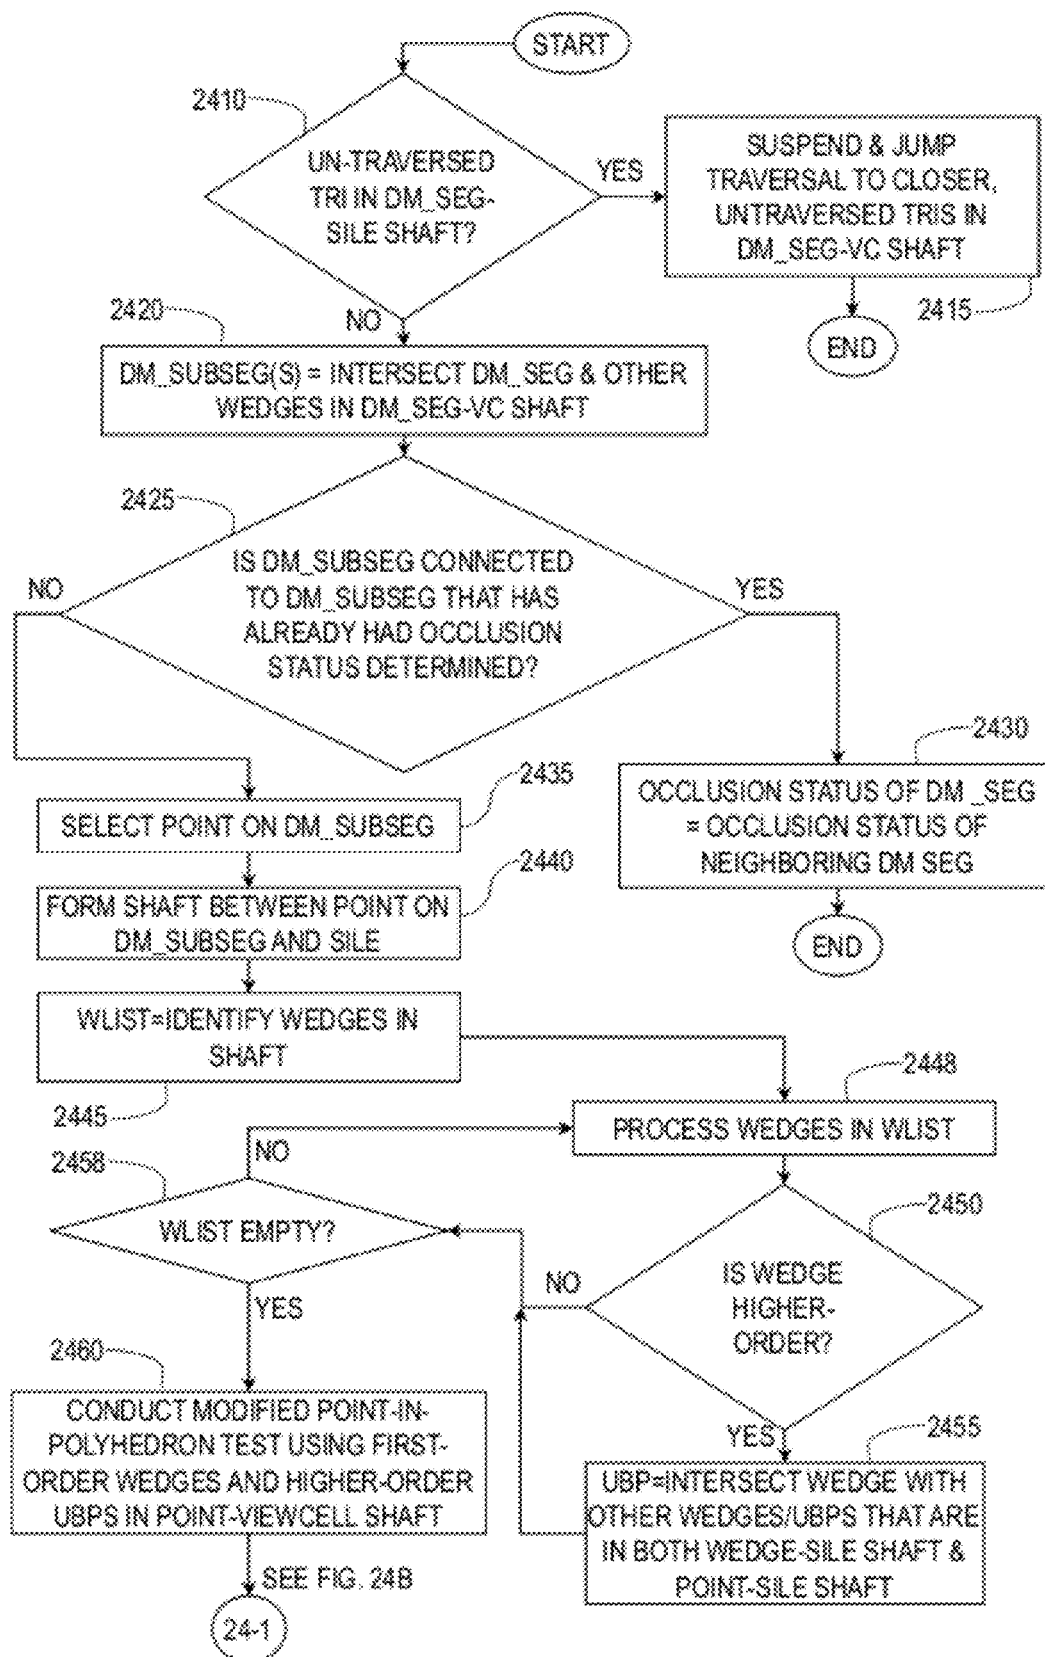 START
2410
UN-TRAVERSED
TRI IN DM_SEG-
SILE SHAFT?
YES
SUSPEND & JUMP
TRAVERSAL TO CLOSER,
UNTRAVERSED TRIS IN
DM_SEG-VC SHAFT
2415
END
NO
2420
DM_SUBSEG(S) = INTERSECT DM_SEG & OTHER
WEDGES IN DM_SEG-VC SHAFT
2425
IS DM_SUBSEG CONNECTED
TO DM_SUBSEG THAT HAS
ALREADY HAD OCCLUSION
STATUS DETERMINED?
NO
YES
2430
OCCLUSION STATUS OF DM _SEG
= OCCLUSION STATUS OF
NEIGHBORING DM SEG
END
2435
SELECT POINT ON DM_SUBSEG
2440
FORM SHAFT BETWEEN POINT ON
DM_SUBSEG AND SILE
WLIST=IDENTIFY WEDGES IN
SHAFT
2445
2448
PROCESS WEDGES IN WLIST
NO
2458
WLIST EMPTY?
2450
IS WEDGE
HIGHER-
ORDER?
NO
YES
YES
2455
UBP=INTERSECT WEDGE WITH
OTHER WEDGES/UBPS THAT ARE
IN BOTH WEDGE-SILE SHAFT &
POINT-SILE SHAFT
2460
CONDUCT MODIFIED POINT-IN-
POLYHEDRON TEST USING FIRST-
ORDER WEDGES AND HIGHER-ORDER
UBPS IN POINT-VIEWCELL SHAFT
SEE FIG. 24B
24-1